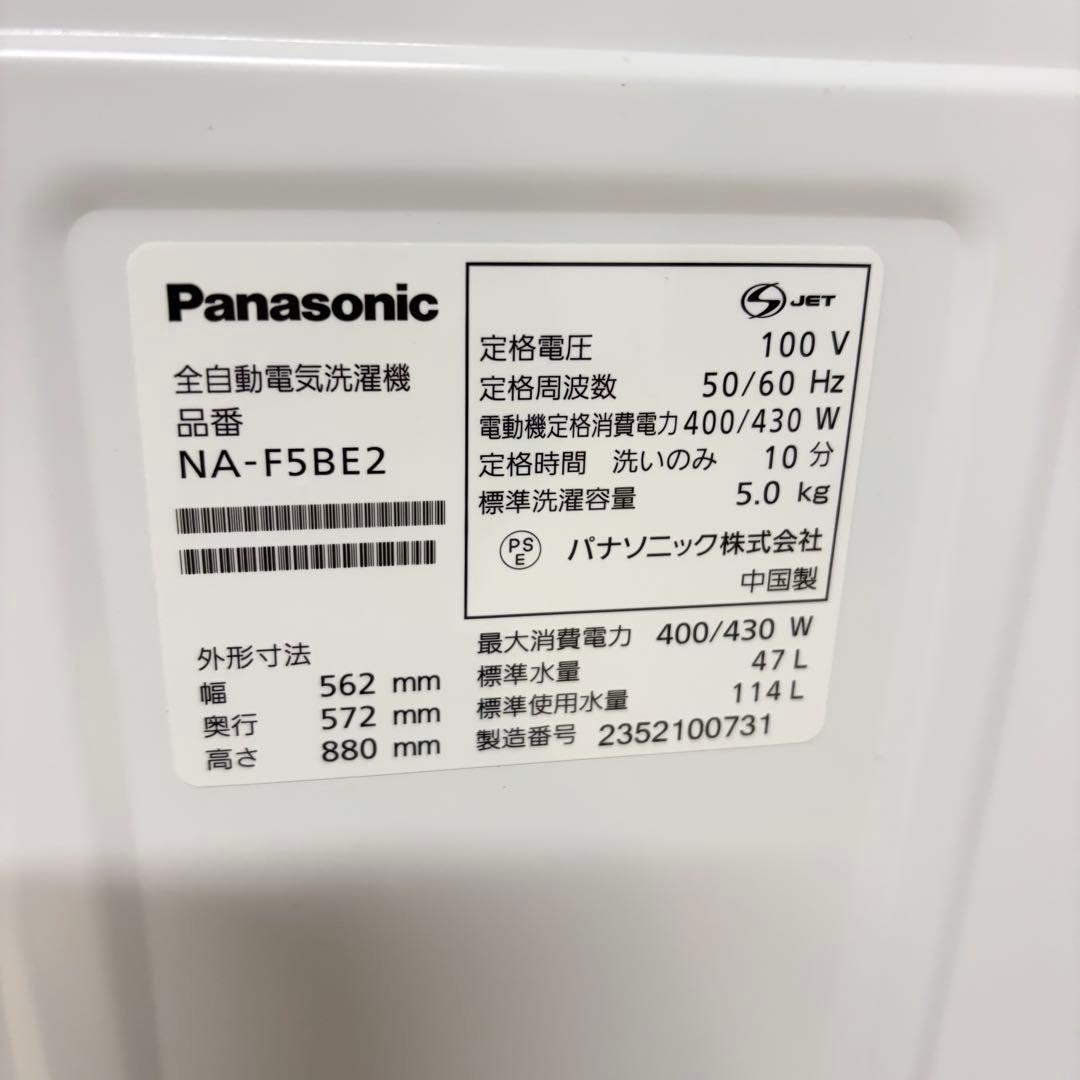 Panasonic
全自動電気洗濯機
品番
NA-F5BE2
外形寸法
幅 562 mm
奥行 572 mm
高さ 880 mm
S JET
定格電圧 100 V
定格周波数 50/60 Hz
電動機定格消費電力 400/430 W
定格時間 洗いのみ 10 分
標準洗濯容量 5.0 kg
PS
E パナソニック株式会社
中国製
最大消費電力 400/430 W
標準水量 47 L
標準使用水量 114 L
製造番号 2352100731